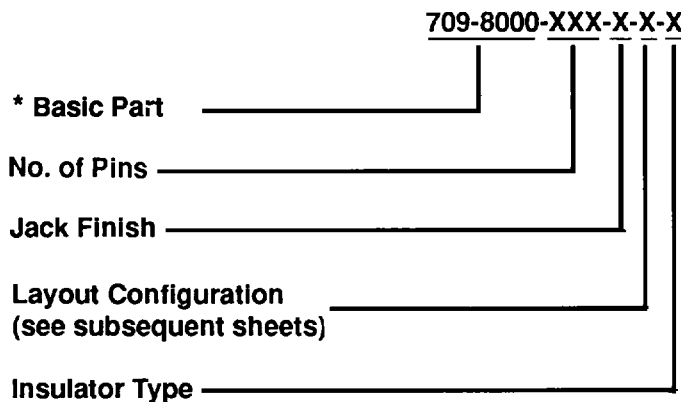 709-8000-XXX-X-X-X
* Basic Part
No. of Pins
Jack Finish
Layout Configuration
(see subsequent sheets)
Insulator Type